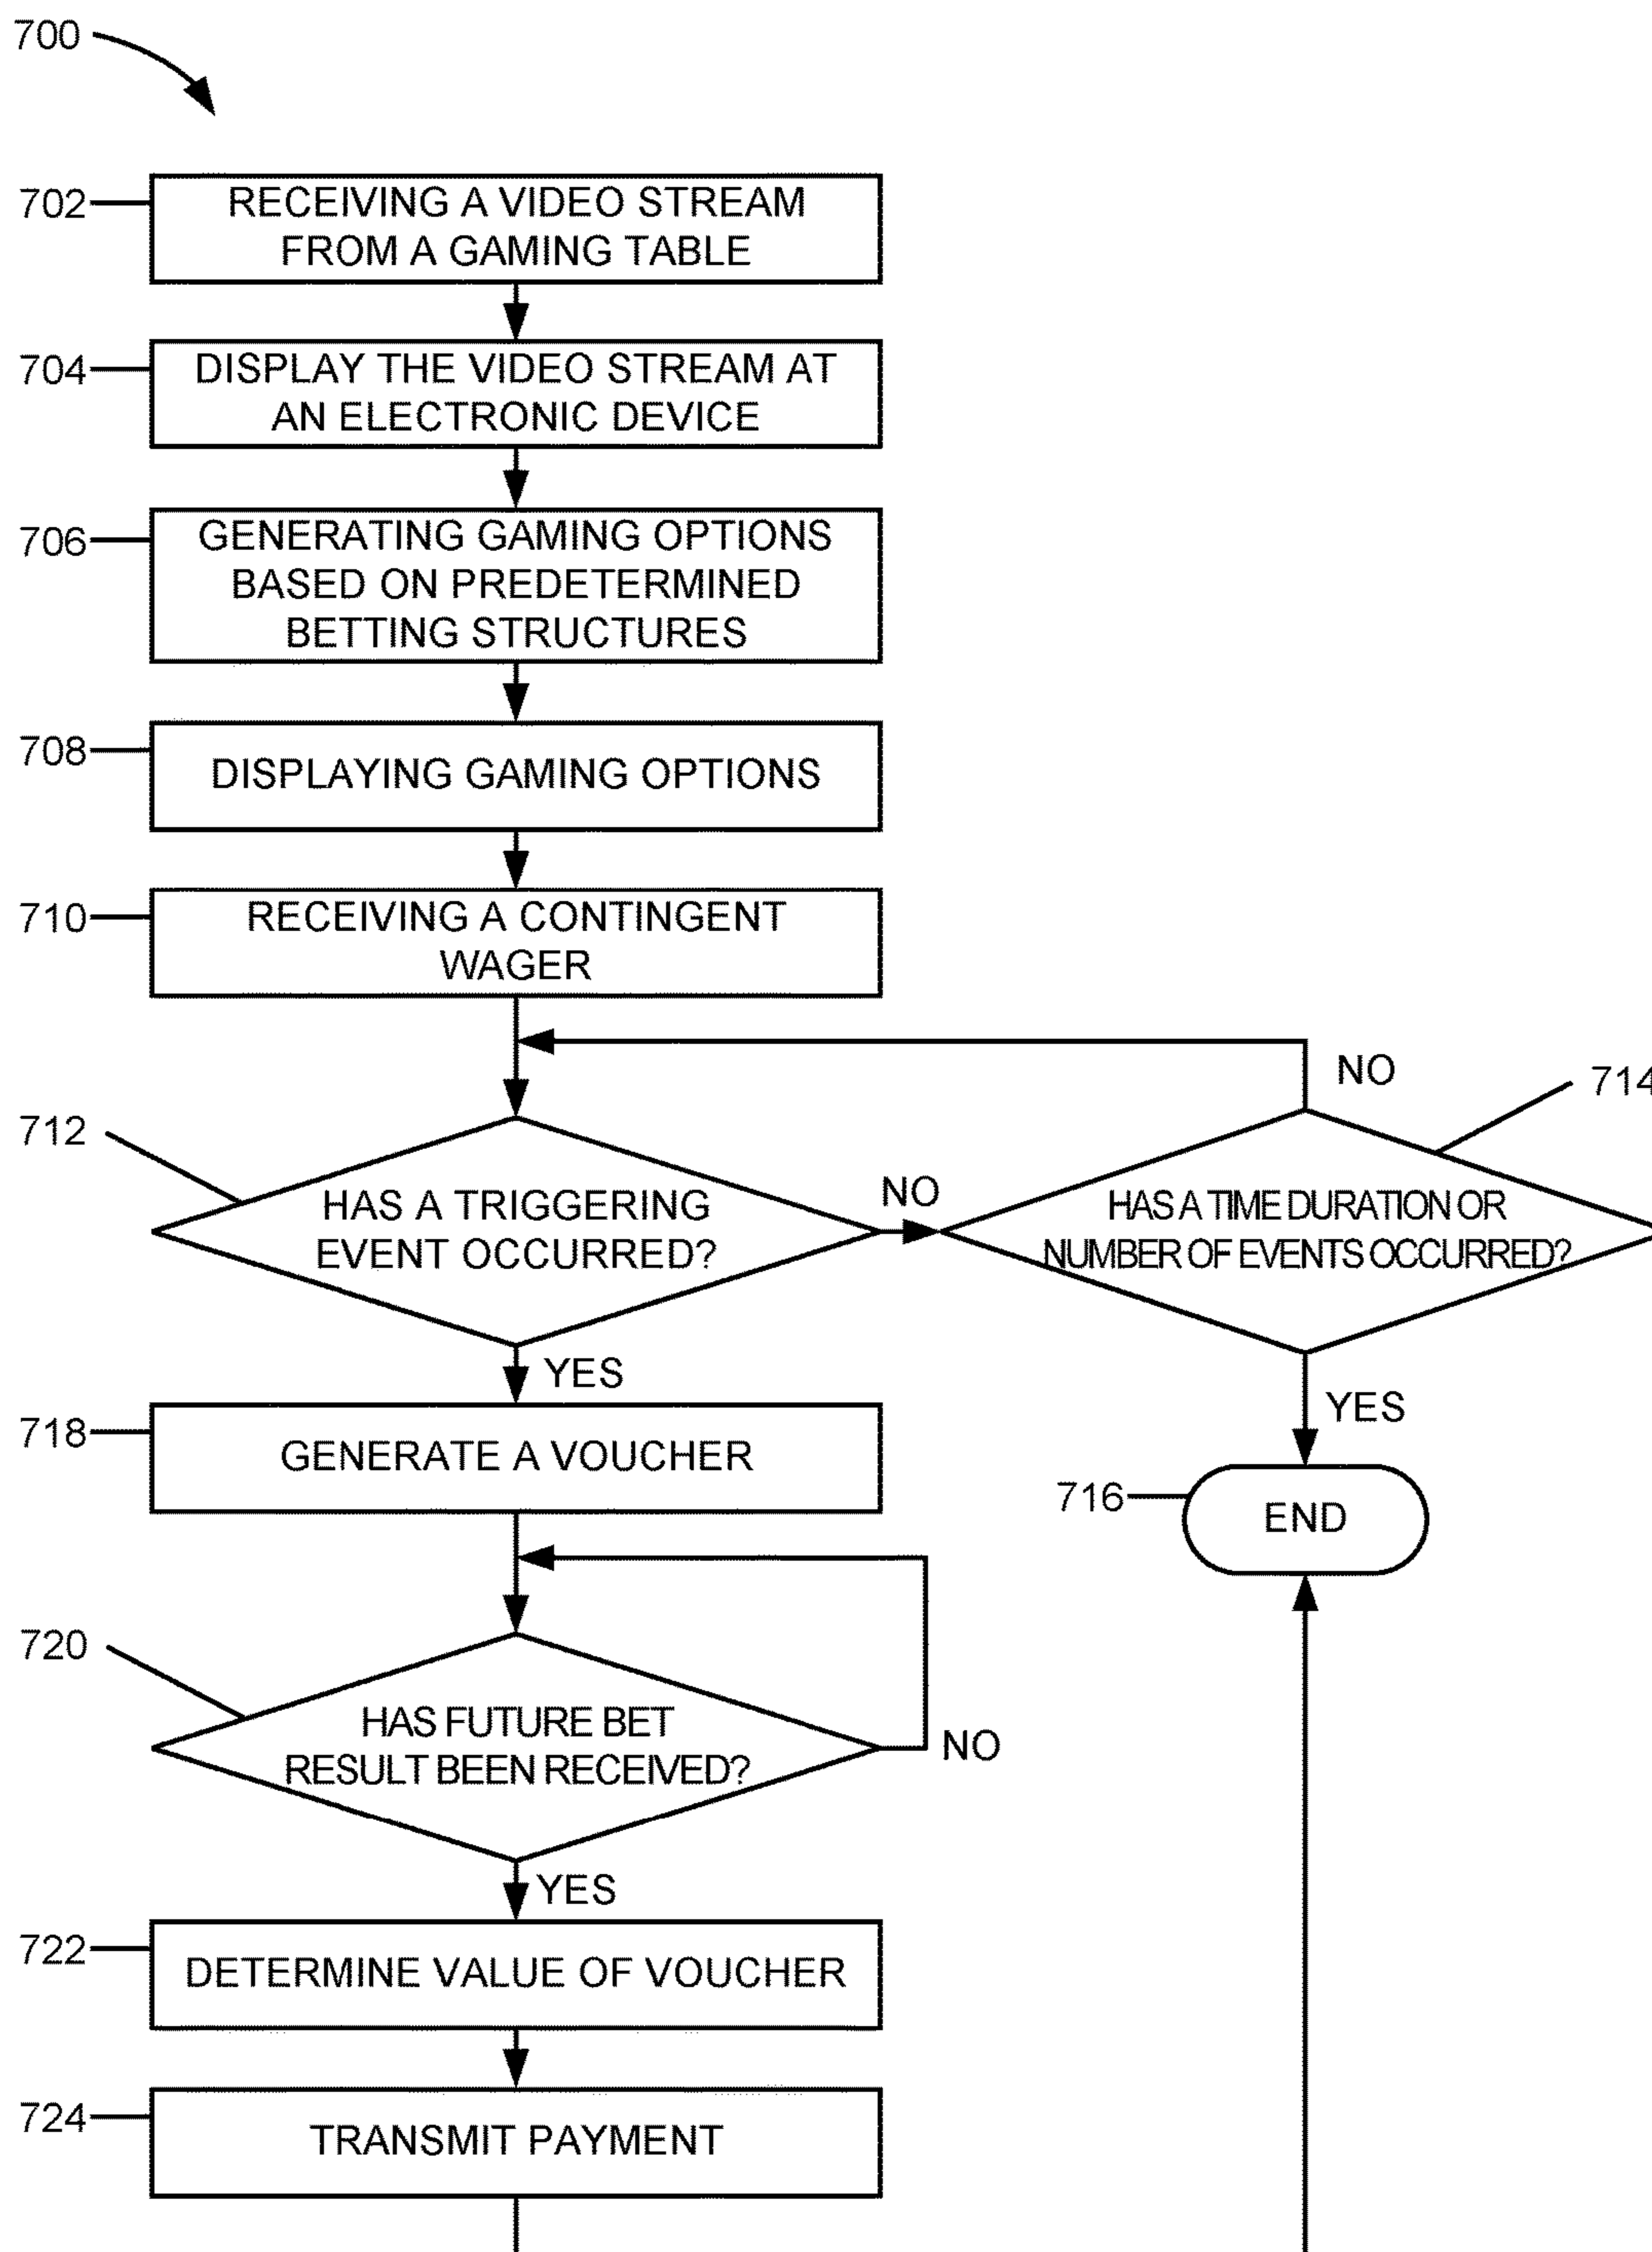 700
702
RECEIVING A VIDEO STREAM
FROM A GAMING TABLE
704
DISPLAY THE VIDEO STREAM AT
AN ELECTRONIC DEVICE
706
GENERATING GAMING OPTIONS
BASED ON PREDETERMINED
BETTING STRUCTURES
708
DISPLAYING GAMING OPTIONS
710
RECEIVING A CONTINGENT
WAGER
NO
714
712
HAS A TRIGGERING
EVENT OCCURRED?
NO
HAS A TIME DURATION OR
NUMBER OF EVENTS OCCURRED?
YES
YES
718
GENERATE A VOUCHER
716
END
720
HAS FUTURE BET
RESULT BEEN RECEIVED?
NO
YES
722
DETERMINE VALUE OF VOUCHER
724
TRANSMIT PAYMENT